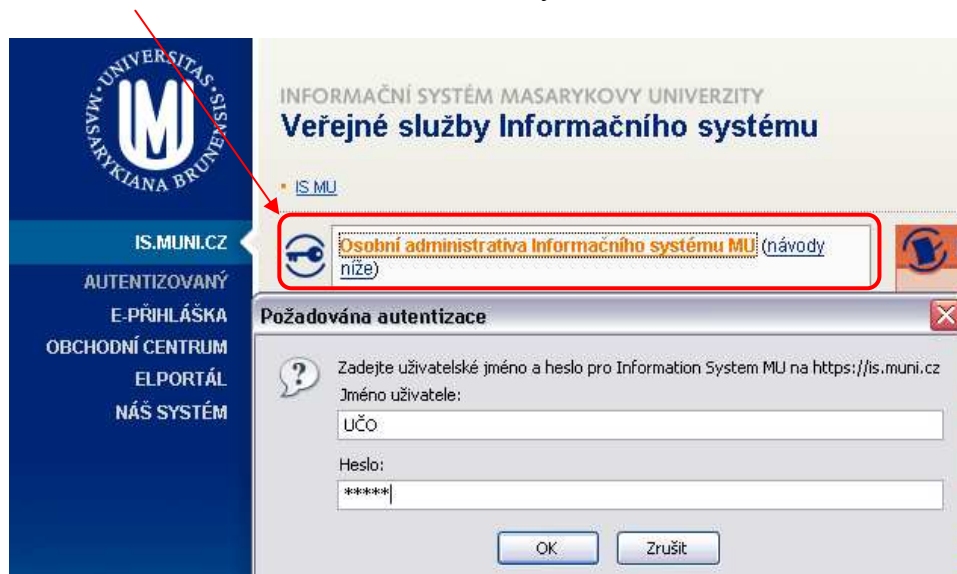 UNIVERSITAS MASARYKIANA BRUNENSIS
INFORMAČNÍ SYSTÉM MASARYKOVY UNIVERZITY
Veřejné služby Informačního systému
IS MU
IS.MUNI.CZ
Osobní administrativa Informačního systému MU (návody
níže)
AUTENTIZOVANÝ
E-PŘIHLÁŠKA
OBCHODNÍ CENTRUM
ELPORTÁL
NÁŠ SYSTÉM
Požadována autentizace
Zadejte uživatelské jméno a heslo pro Information System MU na https://is.muni.cz
Jméno uživatele:
UČO
Heslo:
*****
OK Zrušit